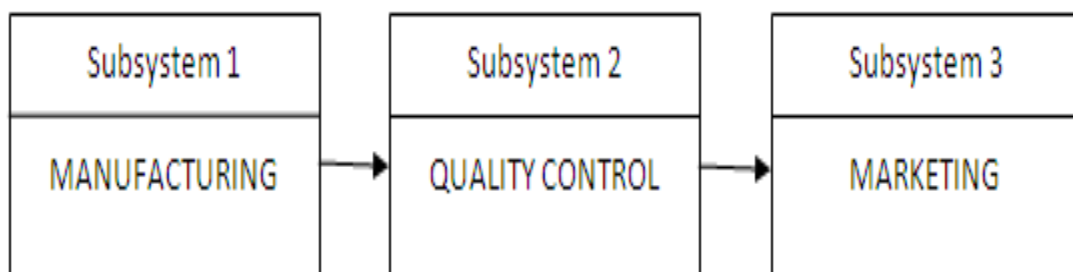 Subsystem 1
MANUFACTURING
Subsystem 2
QUALITY CONTROL
Subsystem 3
MARKETING